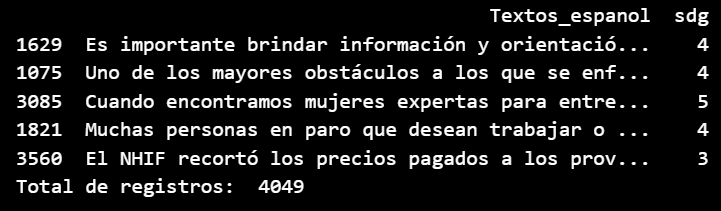 Textos_espanol sdg
1629 Es importante brindar información y orientació... 4
1075 Uno de los mayores obstáculos a los que se enf... 4
3085 Cuando encontramos mujeres expertas para entre... 5
1821 Muchas personas en paro que desean trabajar o ... 4
3560 El NHIF recortó los precios pagados a los prov... 3
Total de registros: 4049